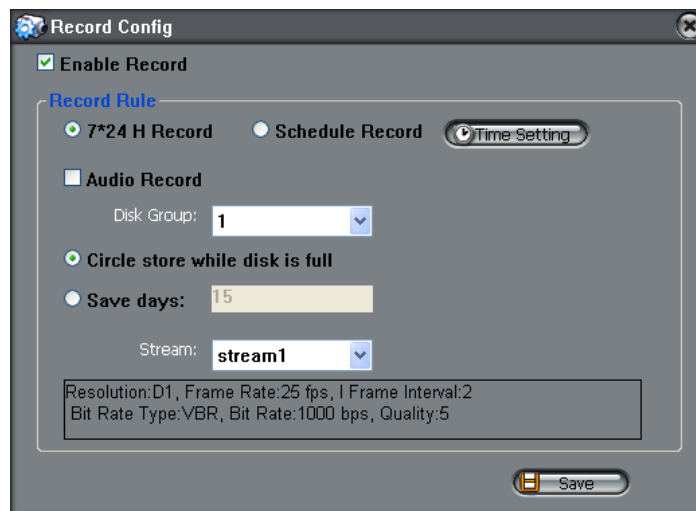 Record Config
Enable Record
Record Rule
7*24 H Record Schedule Record Time Setting
Audio Record
Disk Group: 1
Circle store while disk is full
Save days: 15
Stream: stream1
Resolution:D1, Frame Rate:25 fps, I Frame Interval:2
Bit Rate Type:VBR, Bit Rate:1000 bps, Quality:5
Save